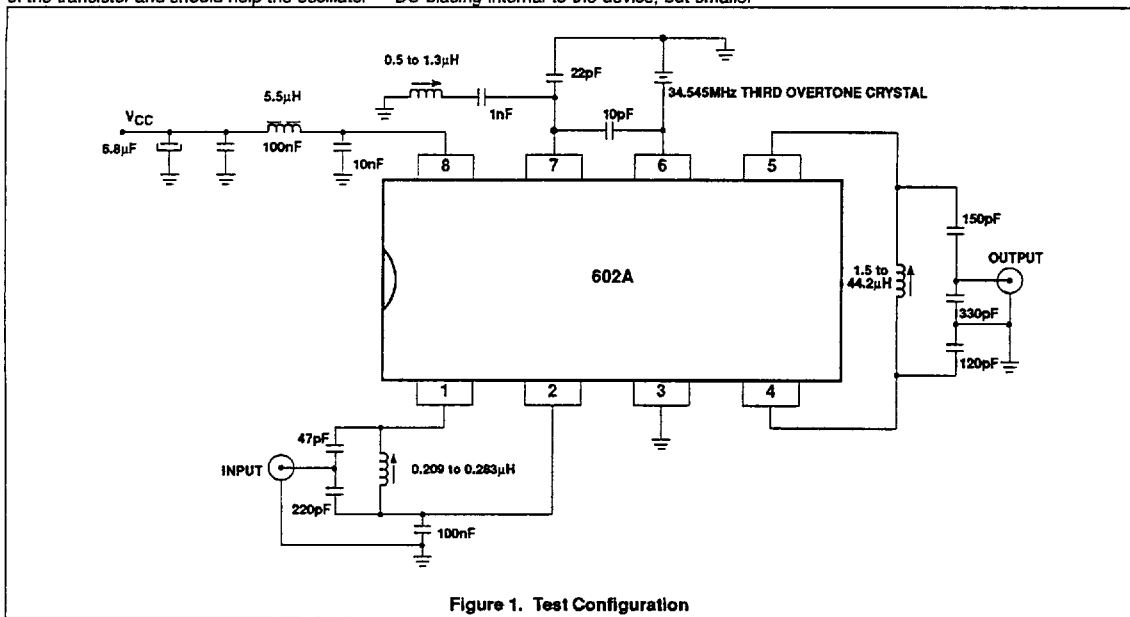 of the transistor and should help the oscillator
DC biasing internal to the device, but smaller
0.5 to 1.3µH
22pF
34.545MHz THIRD OVERTONE CRYSTAL
5.5µH
1nF
10pF
VCC
6.8µF
100nF
10nF
8
7
6
5
150pF
OUTPUT
602A
1.5 to
44.2µH
330pF
120pF
1
2
3
4
47pF
INPUT
0.209 to 0.283µH
220pF
100nF
Figure 1. Test Configuration